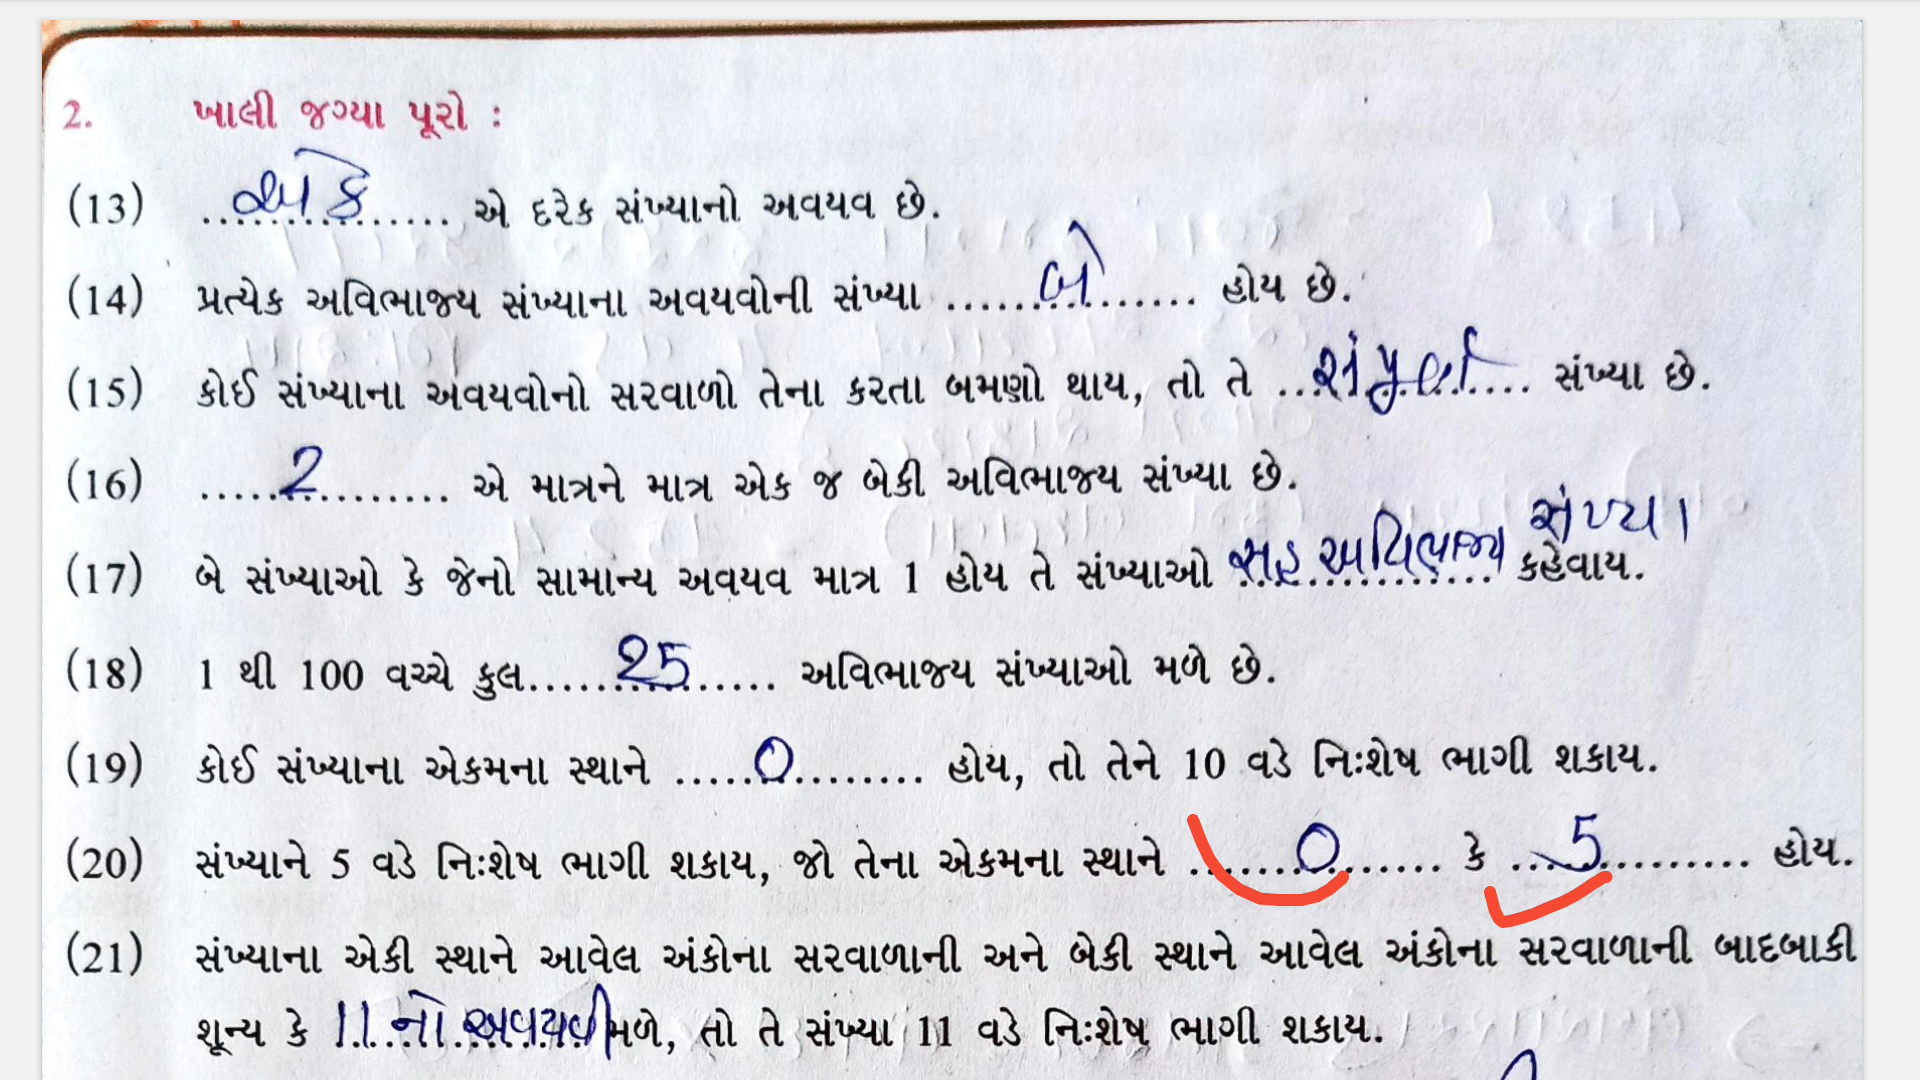 2. ખાલી જગ્યા પૂરો :
(13) એક એ દરેક સંખ્યાનો અવયવ છે.
(14) પ્રત્યેક અવિભાજ્ય સંખ્યાના અવયવોની સંખ્યા બે હોય છે.
(15) કોઈ સંખ્યાના અવયવોનો સરવાળો તેના કરતા બમણો થાય, તો તે સંપૂર્ણ સંખ્યા છે.
(16) 2 એ માત્રને માત્ર એક જ બેકી અવિભાજ્ય સંખ્યા છે.
(17) બે સંખ્યાઓ કે જેનો સામાન્ય અવયવ માત્ર 1 હોય તે સંખ્યાઓ સહ અવિભાજ્ય સંખ્યા કહેવાય.
(18) 1 થી 100 વચ્ચે કુલ 25 અવિભાજ્ય સંખ્યાઓ મળે છે.
(19) કોઈ સંખ્યાના એકમના સ્થાને 0 હોય, તો તેને 10 વડે નિઃશેષ ભાગી શકાય.
(20) સંખ્યાને 5 વડે નિઃશેષ ભાગી શકાય, જો તેના એકમના સ્થાને 0 કે 5 હોય.
(21) સંખ્યાના એકી સ્થાને આવેલ અંકોના સરવાળાની અને બેકી સ્થાને આવેલ અંકોના સરવાળાની બાદબાકી
શૂન્ય કે 11 નો અવયવી મળે, તો તે સંખ્યા 11 વડે નિઃશેષ ભાગી શકાય.